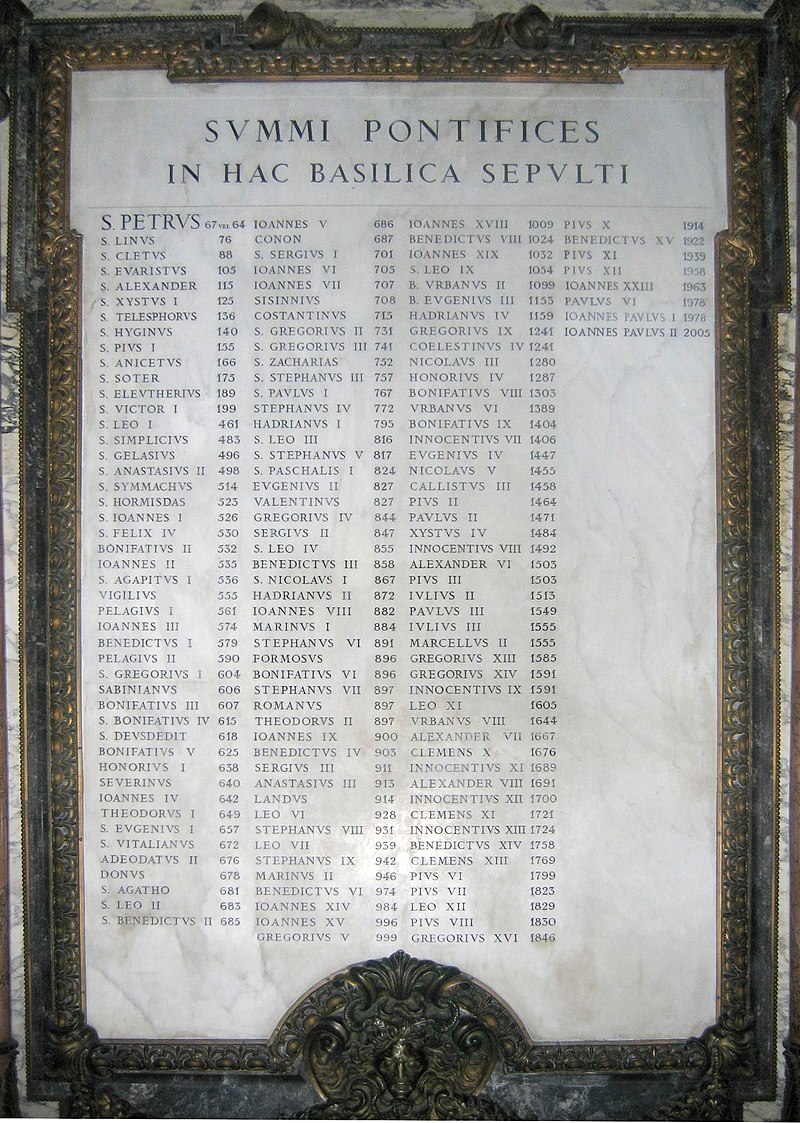 SVMMI PONTIFICES
IN HAC BASILICA SEPVLTI
S. PETRVS 67 VEL 64
S. LINVS 76
S. CLETVS 88
S. EVARISTVS 105
S. ALEXANDER 115
S. XYSTVS I 125
S. TELESPHORVS 136
S. HYGINVS 140
S. PIVS I 155
S. ANICETVS 166
S. SOTER 175
S. ELEVTHERIVS 189
S. VICTOR I 199
S. LEO I 461
S. SIMPLICIVS 483
S. GELASIVS 496
S. ANASTASIVS II 498
S. SYMMACHVS 514
S. HORMISDAS 523
S. IOANNES I 526
S. FELIX IV 530
BONIFATIVS II 532
IOANNES II 535
S. AGAPITVS I 536
VIGILIVS 555
PELAGIVS I 561
IOANNES III 574
BENEDICTVS I 579
PELAGIVS II 590
S. GREGORIVS I 604
SABINIANVS 606
BONIFATIVS III 607
S. BONIFATIVS IV 615
S. DEVSDEDIT 618
BONIFATIVS V 625
HONORIVS I 638
SEVERINVS 640
IOANNES IV 642
THEODORVS I 649
S. EVGENIVS I 657
S. VITALIANVS 672
ADEODATVS II 676
DONVS 678
S. AGATHO 681
S. LEO II 683
S. BENEDICTVS II 685
IOANNES V 686
CONON 687
S. SERGIVS I 701
IOANNES VI 705
IOANNES VII 707
SISINNIVS 708
COSTANTINVS 715
S. GREGORIVS II 731
S. GREGORIVS III 741
S. ZACHARIAS 752
S. STEPHANVS III 757
S. PAVLVS I 767
STEPHANVS IV 772
HADRIANVS I 795
S. LEO III 816
S. STEPHANVS V 817
S. PASCHALIS I 824
EVGENIVS II 827
VALENTINVS 827
GREGORIVS IV 844
SERGIVS II 847
S. LEO IV 855
BENEDICTVS III 858
S. NICOLAVS I 867
HADRIANVS II 872
IOANNES VIII 882
MARINVS I 884
STEPHANVS VI 891
FORMOSVS 896
BONIFATIVS VI 896
STEPHANVS VII 897
ROMANVS 897
THEODORVS II 897
IOANNES IX 900
BENEDICTVS IV 903
SERGIVS III 911
ANASTASIVS III 913
LANDVS 914
LEO VI 928
STEPHANVS VIII 931
LEO VII 939
STEPHANVS IX 942
MARINVS II 946
BENEDICTVS VI 974
IOANNES XIV 984
IOANNES XV 996
GREGORIVS V 999
IOANNES XVIII 1009
BENEDICTVS VIII 1024
IOANNES XIX 1032
S. LEO IX 1054
B. VRBANVS II 1099
B. EVGENIVS III 1153
HADRIANVS IV 1159
GREGORIVS IX 1241
COELESTINVS IV 1241
NICOLAVS III 1280
HONORIVS IV 1287
BONIFATIVS VIII 1303
VRBANVS VI 1389
BONIFATIVS IX 1404
INNOCENTIVS VII 1406
EVGENIVS IV 1447
NICOLAVS V 1455
CALLISTVS III 1458
PIVS II 1464
PAVLVS II 1471
XYSTVS IV 1484
INNOCENTIVS VIII 1492
ALEXANDER VI 1503
PIVS III 1503
IVLIVS II 1513
PAVLVS III 1549
IVLIVS III 1555
MARCELLVS II 1555
GREGORIVS XIII 1585
GREGORIVS XIV 1591
INNOCENTIVS IX 1591
LEO XI 1605
VRBANVS VIII 1644
ALEXANDER VII 1667
CLEMENS X 1676
INNOCENTIVS XI 1689
ALEXANDER VIII 1691
INNOCENTIVS XII 1700
CLEMENS XI 1721
INNOCENTIVS XIII 1724
BENEDICTVS XIV 1758
CLEMENS XIII 1769
PIVS VI 1799
PIVS VII 1823
LEO XII 1829
PIVS VIII 1830
GREGORIVS XVI 1846
PIVS X 1914
BENEDICTVS XV 1922
PIVS XI 1939
PIVS XII 1958
IOANNES XXIII 1963
PAVLVS VI 1978
IOANNES PAVLVS I 1978
IOANNES PAVLVS II 2005